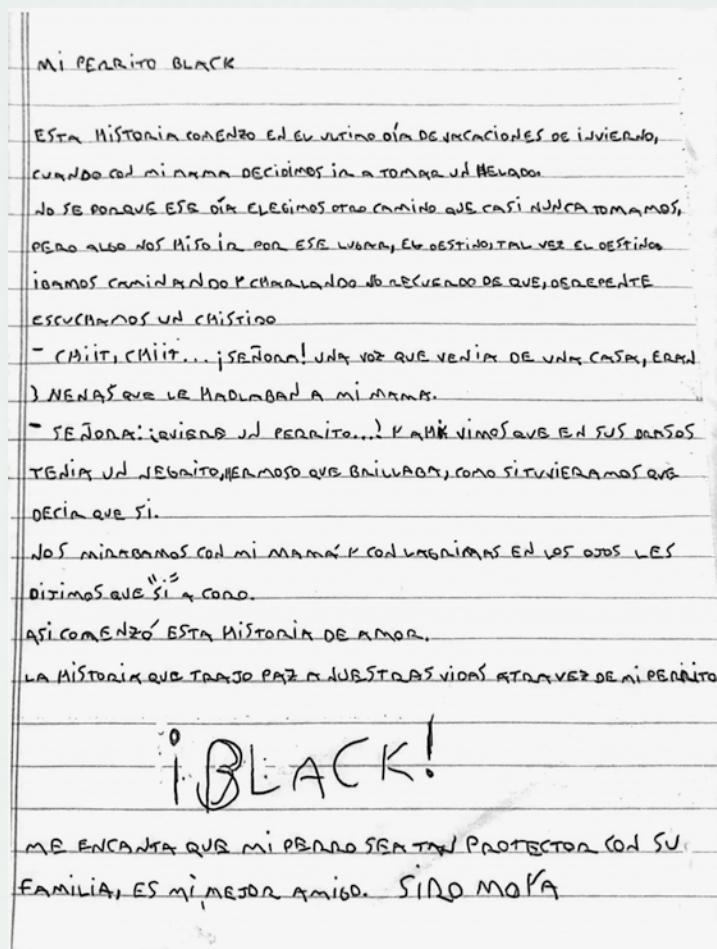 MI PERRITO BLACK
ESTA HISTORIA COMENZO EN EL ULTIMO DÍA DE VACACIONES DE INVIERNO,
CUANDO CON MI MAMA DECIDIMOS IR A TOMAR UN HELADO.
NO SE PORQUE ESE DÍA ELEGIMOS OTRO CAMINO QUE CASI NUNCA TOMAMOS,
PERO ALGO NOS HISO IR POR ESE LUGAR, EL DESTINO, TAL VEZ EL DESTINO.
IBAMOS CAMINANDO Y CHARLANDO NO RECUERDO DE QUE, DEREPENTE
ESCUCHAMOS UN CHISTIDO
- CHIIT, CHIIT... ¡SEÑORA! UNA VOZ QUE VENIA DE UNA CASA, ERAN
3 NENAS QUE LE HABLABAN A MI MAMA.
- SEÑORA: ¡QUIERE UN PERRITO...! Y AHI VIMOS QUE EN SUS BRASOS
TENIA UN NEGRITO, HERMOSO QUE BRILLABA, COMO SI TUVIERAMOS QUE
DECIR QUE SI.
NOS MIRABAMOS CON MI MAMÁ Y CON LAGRIMAS EN LOS OJOS LES
DIJIMOS QUE "SI" A CORO.
ASI COMENZÓ ESTA HISTORIA DE AMOR.
LA HISTORIA QUE TRAJO PAZ A NUESTRAS VIDAS ATRAVEZ DE MI PERRITO
¡BLACK!
ME ENCANTA QUE MI PERRO SEA TAN PROTECTOR CON SU
FAMILIA, ES MI MEJOR AMIGO. SIRO MOYA